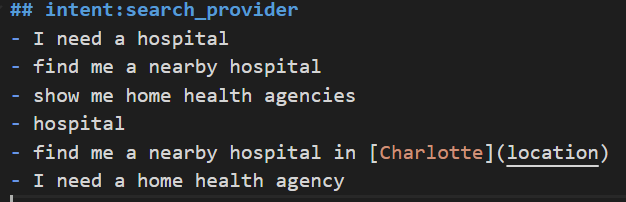 ## intent:search_provider
- I need a hospital
- find me a nearby hospital
- show me home health agencies
- hospital
- find me a nearby hospital in [Charlotte](location)
- I need a home health agency